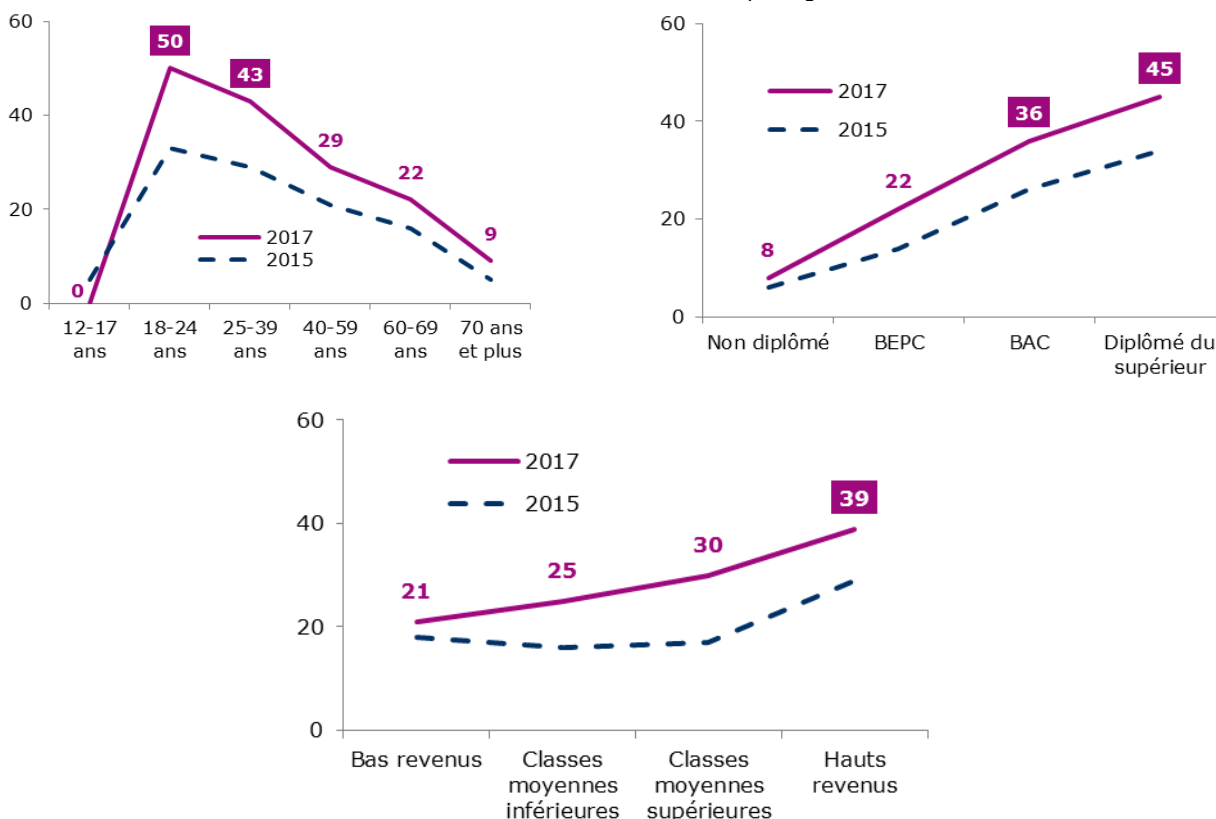 60
50
43
40
29
22
20
9
2017
2015
0
0
12-17 ans
18-24 ans
25-39 ans
40-59 ans
60-69 ans
70 ans et plus
60
45
2017
40
36
2015
22
20
8
0
Non diplômé
BEPC
BAC
Diplômé du supérieur
60
2017
39
2015
40
30
25
21
20
0
Bas revenus
Classes moyennes inférieures
Classes moyennes supérieures
Hauts revenus